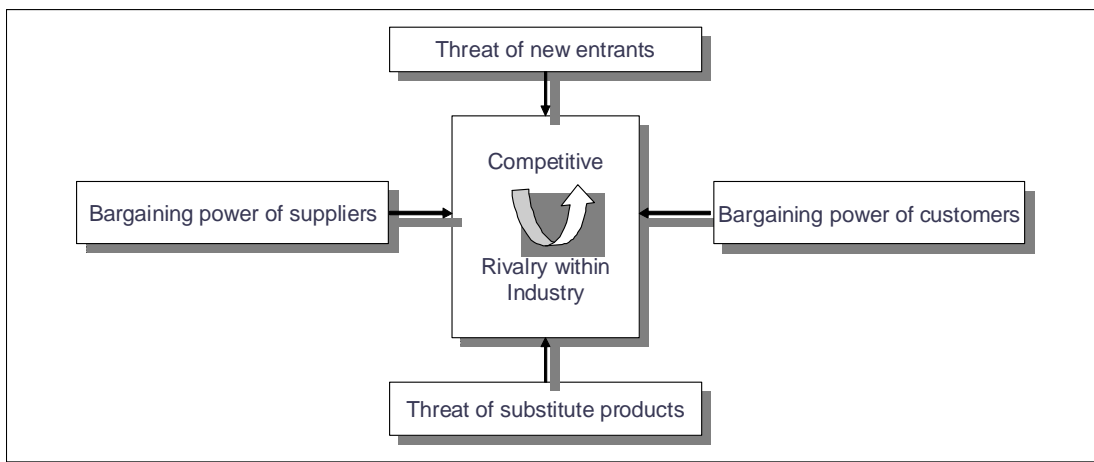 Threat of new entrants
Competitive
Bargaining power of suppliers
Bargaining power of customers
Rivalry within
Industry
Threat of substitute products